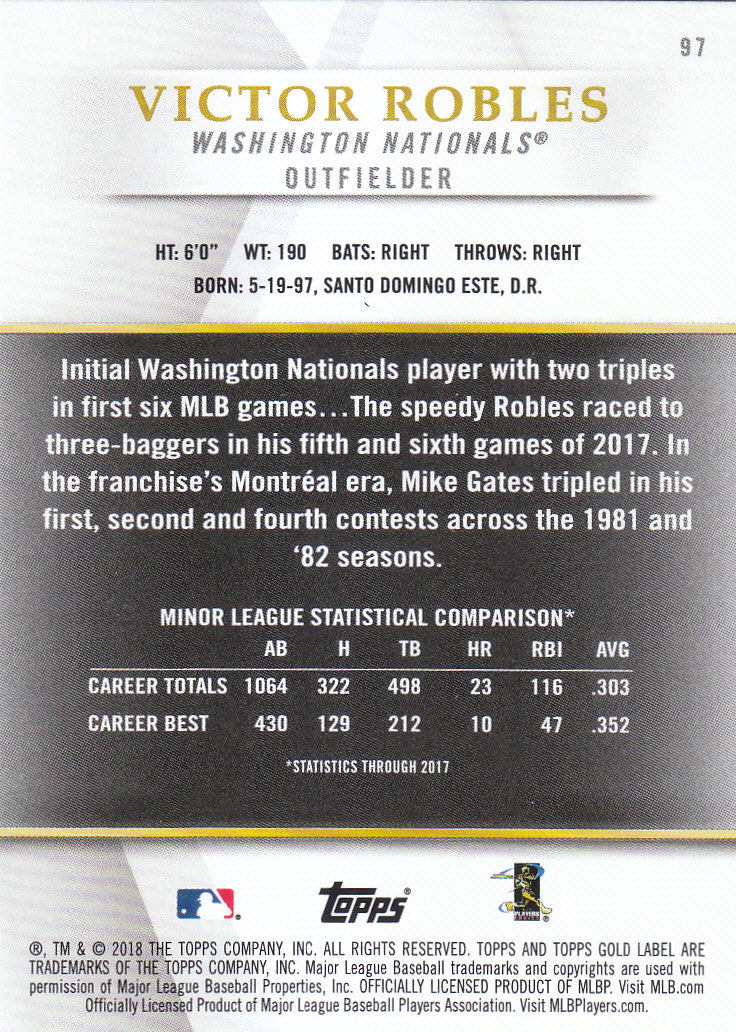 97
VICTOR ROBLES
WASHINGTON NATIONALS®
OUTFIELDER
HT: 6'0” WT: 190 BATS: RIGHT THROWS: RIGHT
BORN: 5-19-97, SANTO DOMINGO ESTE, D.R.
Initial Washington Nationals player with two triples
in first six MLB games...The speedy Robles raced to
three-baggers in his fifth and sixth games of 2017. In
the franchise's Montréal era, Mike Gates tripled in his
first, second and fourth contests across the 1981 and
‘82 seasons.
MINOR LEAGUE STATISTICAL COMPARISON*
AB H TB HR RBI AVG
CAREER TOTALS 1064 322 498 23 116 .303
CAREER BEST 430 129 212 10 47 .352
*STATISTICS THROUGH 2017
topps®
PLAYERS
®, TM & © 2018 THE TOPPS COMPANY, INC. ALL RIGHTS RESERVED. TOPPS AND TOPPS GOLD LABEL ARE
TRADEMARKS OF THE TOPPS COMPANY, INC. Major League Baseball trademarks and copyrights are used with
permission of Major League Baseball Properties, Inc. OFFICIALLY LICENSED PRODUCT OF MLBP. Visit MLB.com
Officially Licensed Product of Major League Baseball Players Association. Visit MLBPlayers.com.